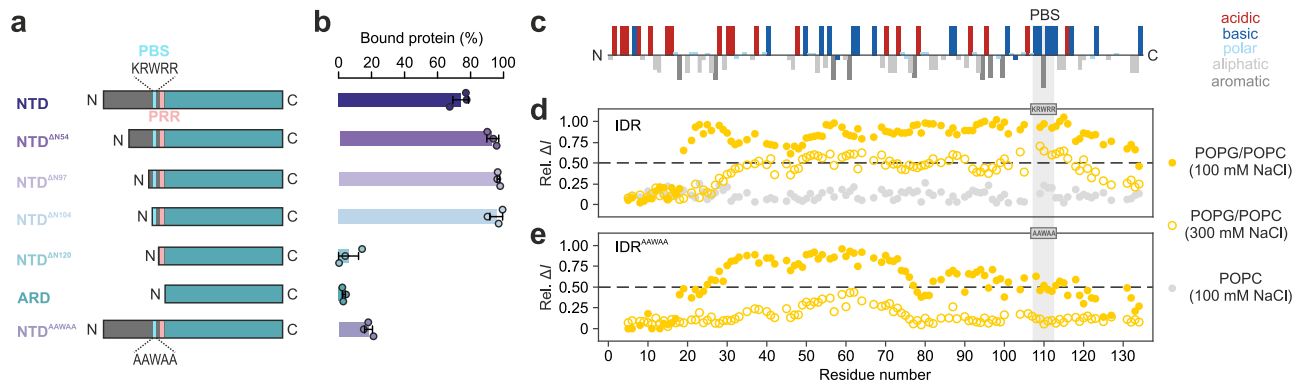 a
PBS
KRWRR
NTD
N
C
PRR
NTD^ΔN54
N
C
NTD^ΔN97
N
C
NTD^ΔN104
N
C
NTD^ΔN120
N
C
ARD
N
C
NTD^AAWAA
N
C
AAWAA
b
Bound protein (%)
0 20 40 60 80 100
c
PBS
N
C
acidic
basic
polar
aliphatic
aromatic
d
KRWRR
IDR
Rel. ΔI
1.00
0.75
0.50
0.25
0
e
AAWAA
IDR^AAWAA
Rel. ΔI
1.00
0.75
0.50
0.25
0
0 10 20 30 40 50 60 70 80 90 100 110 120 130
Residue number
POPG/POPC
(100 mM NaCl)
POPG/POPC
(300 mM NaCl)
POPC
(100 mM NaCl)